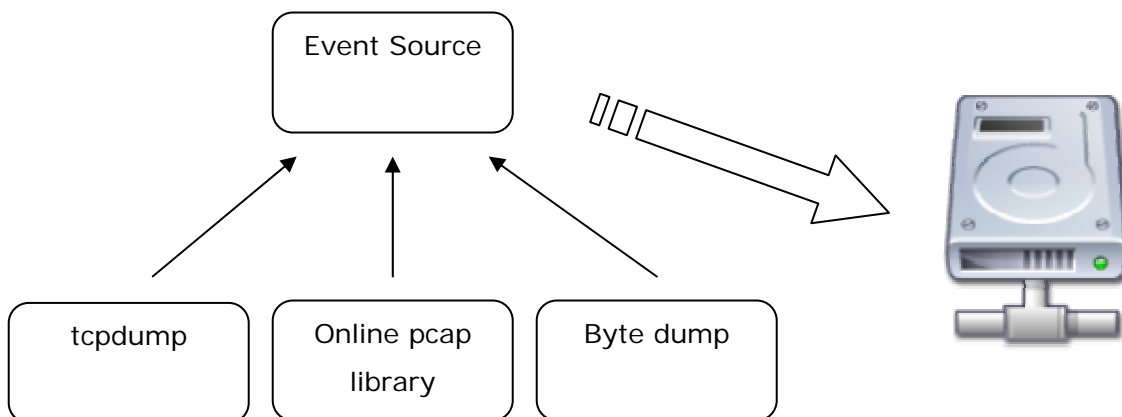 Event Source
tcpdump
Online pcap
library
Byte dump